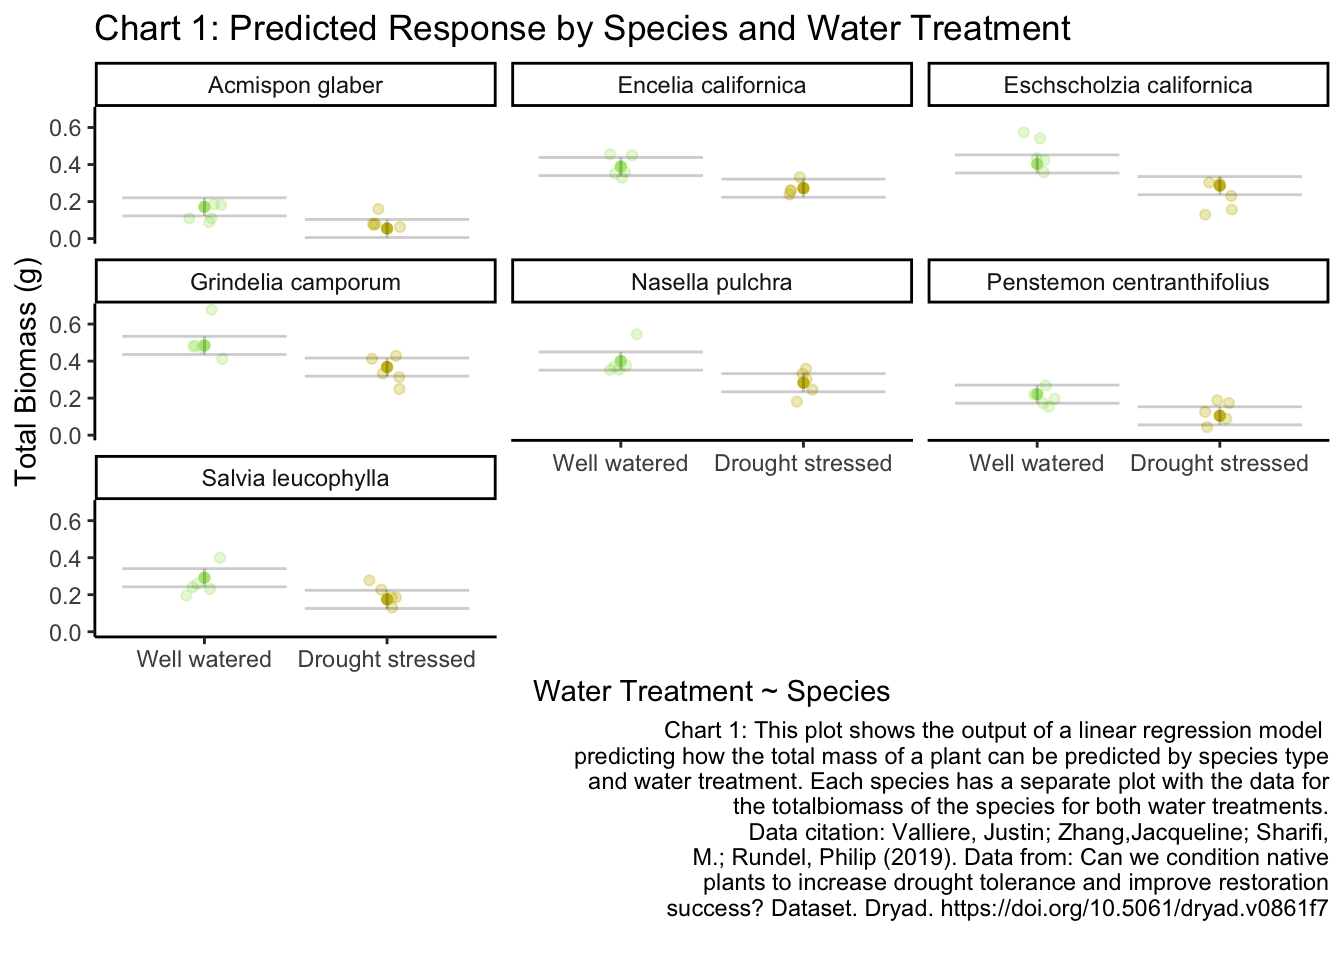 Chart 1: Predicted Response by Species and Water Treatment
Acmispon glaber
Encelia californica
Eschscholzia californica
0.6
0.4
0.2
0.0
Grindelia camporum
Nasella pulchra
Penstemon centranthifolius
0.6
0.4
0.2
0.0
Well watered
Drought stressed
Well watered
Drought stressed
Salvia leucophylla
0.6
0.4
0.2
0.0
Well watered
Drought stressed
Total Biomass (g)
Water Treatment ~ Species
Chart 1: This plot shows the output of a linear regression model
predicting how the total mass of a plant can be predicted by species type
and water treatment. Each species has a separate plot with the data for
the totalbiomass of the species for both water treatments.
Data citation: Valliere, Justin; Zhang,Jacqueline; Sharifi,
M.; Rundel, Philip (2019). Data from: Can we condition native
plants to increase drought tolerance and improve restoration
success? Dataset. Dryad. https://doi.org/10.5061/dryad.v0861f7